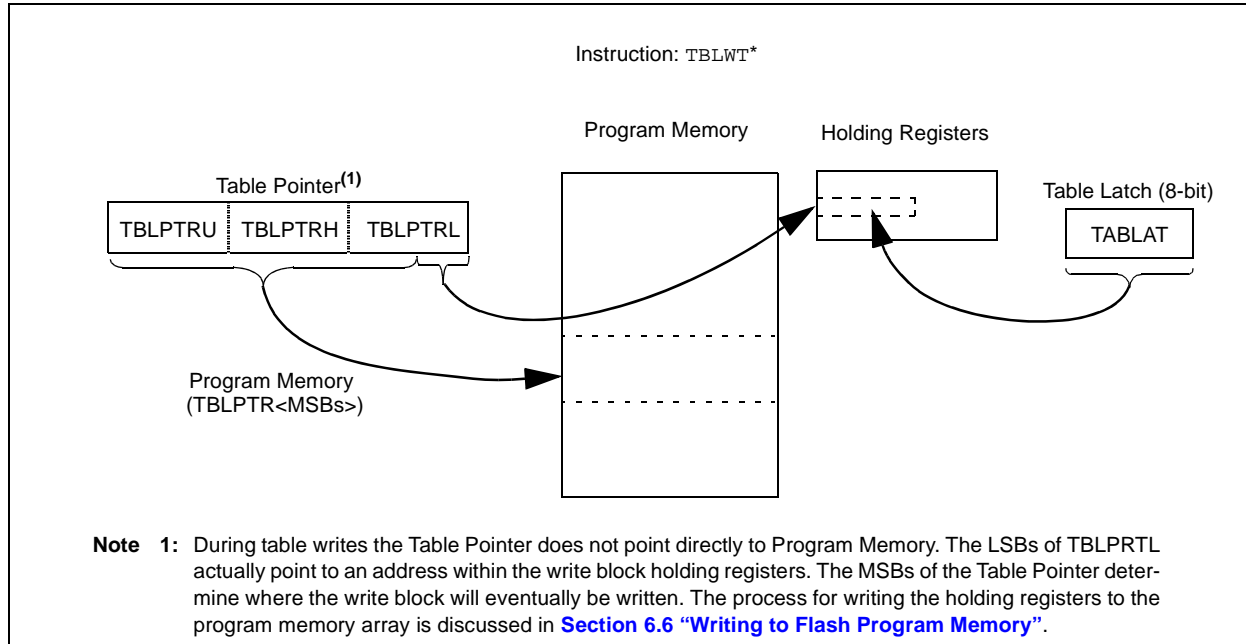 Instruction: TBLWT*
Program Memory
Holding Registers
Table Pointer(1)
Table Latch (8-bit)
TBLPTRU TBLPTRH TBLPTRL
TABLAT
Program Memory
(TBLPTR<MSBs>)
Note 1: During table writes the Table Pointer does not point directly to Program Memory. The LSBs of TBLPRTL
actually point to an address within the write block holding registers. The MSBs of the Table Pointer deter-
mine where the write block will eventually be written. The process for writing the holding registers to the
program memory array is discussed in Section 6.6 “Writing to Flash Program Memory”.